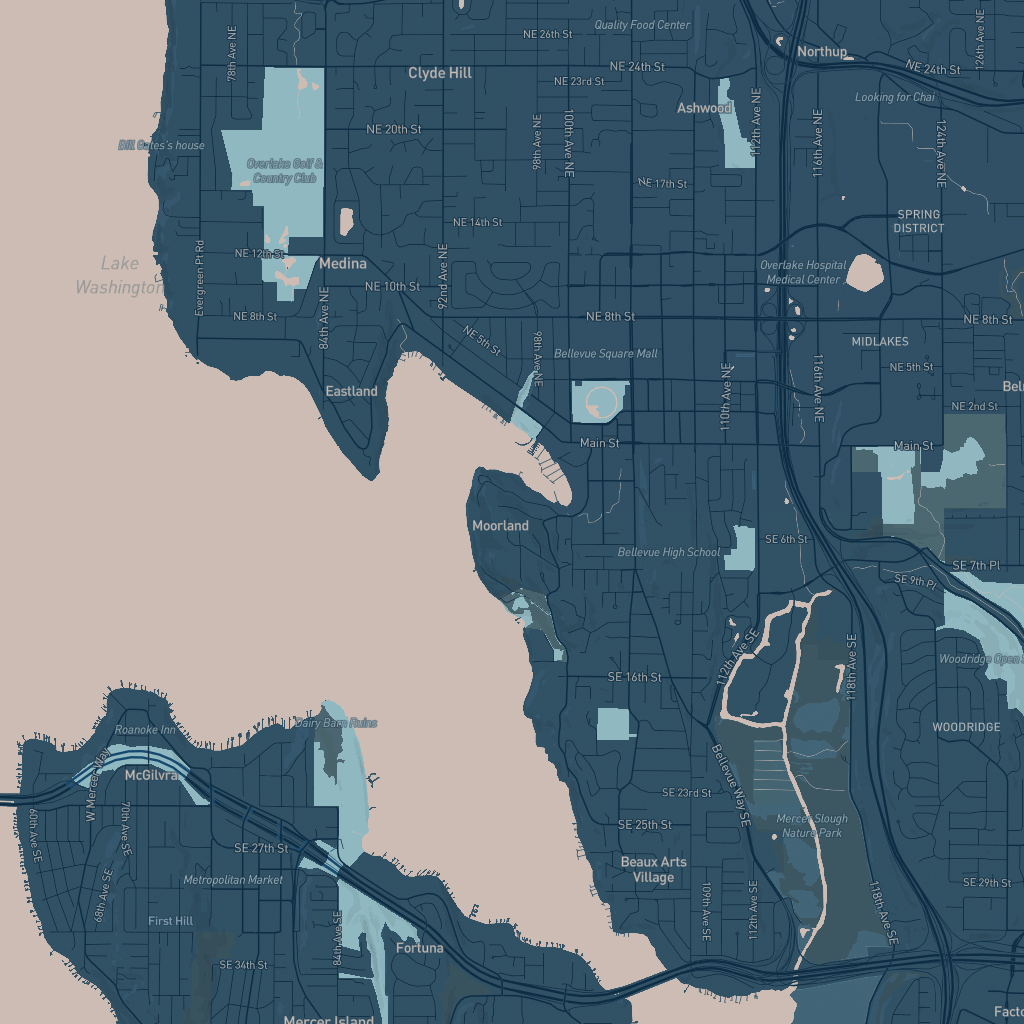 Quality Food Center
NE 26th St
126th Ave NE
78th Ave NE
Northup
Clyde Hill
NE 24th St
NE 24th St
NE 23rd St
Looking for Chai
Ashwood
112th Ave NE
100th Ave NE
98th Ave NE
116th Ave NE
124th Ave NE
NE 20th St
Bill Gates's house
Overlake Golf &
Country Club
NE 17th St
NE 14th St
SPRING
DISTRICT
Evergreen Pt Rd
NE 12th St
Lake
Washington
Medina
92nd Ave NE
Overlake Hospital
Medical Center
NE 10th St
84th Ave NE
NE 8th St
NE 8th St
NE 8th St
NE 5th St
98th Ave NE
MIDLAKES
Bellevue Square Mall
NE 5th St
110th Ave NE
116th Ave NE
Eastland
NE 2nd St
Main St
Main St
Moorland
SE 6th St
Bellevue High School
SE 7th Pl
SE 9th Pl
112th Ave SE
118th Ave SE
SE 16th St
Dairy Barn Ruins
Roanoke Inn
WOODRIDGE
W Mercer Way
McGilvra
Bellevue Way SE
SE 23rd St
60th Ave SE
70th Ave SE
SE 25th St
Mercer Slough
Nature Park
SE 27th St
Beaux Arts
Village
Metropolitan Market
68th Ave SE
109th Ave SE
112th Ave SE
118th Ave SE
SE 29th St
First Hill
84th Ave SE
Fortuna
SE 34th St
Mercer Island